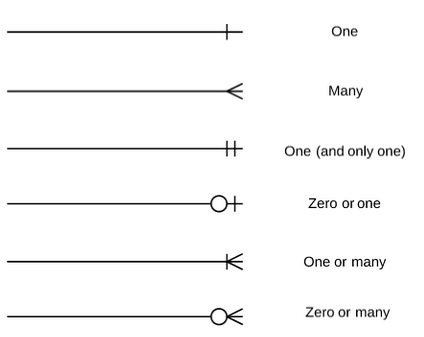 One
Many
One (and only one)
Zero or one
One or many
Zero or many